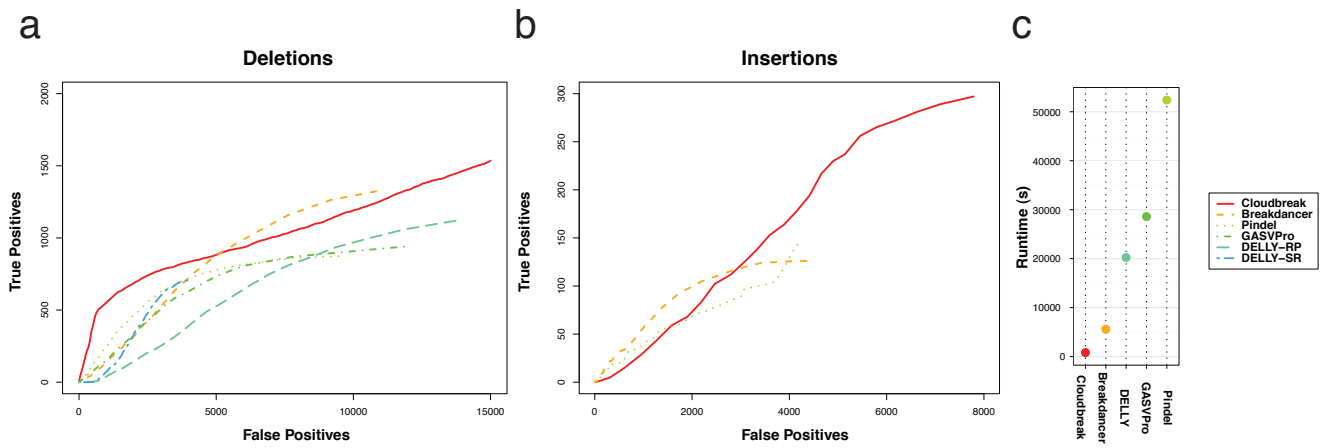 a
Deletions
True Positives
0
500
1000
1500
2000
0
5000
10000
15000
False Positives
b
Insertions
True Positives
0
50
100
150
200
250
300
0
2000
4000
6000
8000
False Positives
c
Runtime (s)
50000
40000
30000
20000
10000
0
Cloudbreak
Breakdancer
DELLY
GASVPro
Pindel
Cloudbreak
Breakdancer
Pindel
GASVPro
DELLY−RP
DELLY−SR